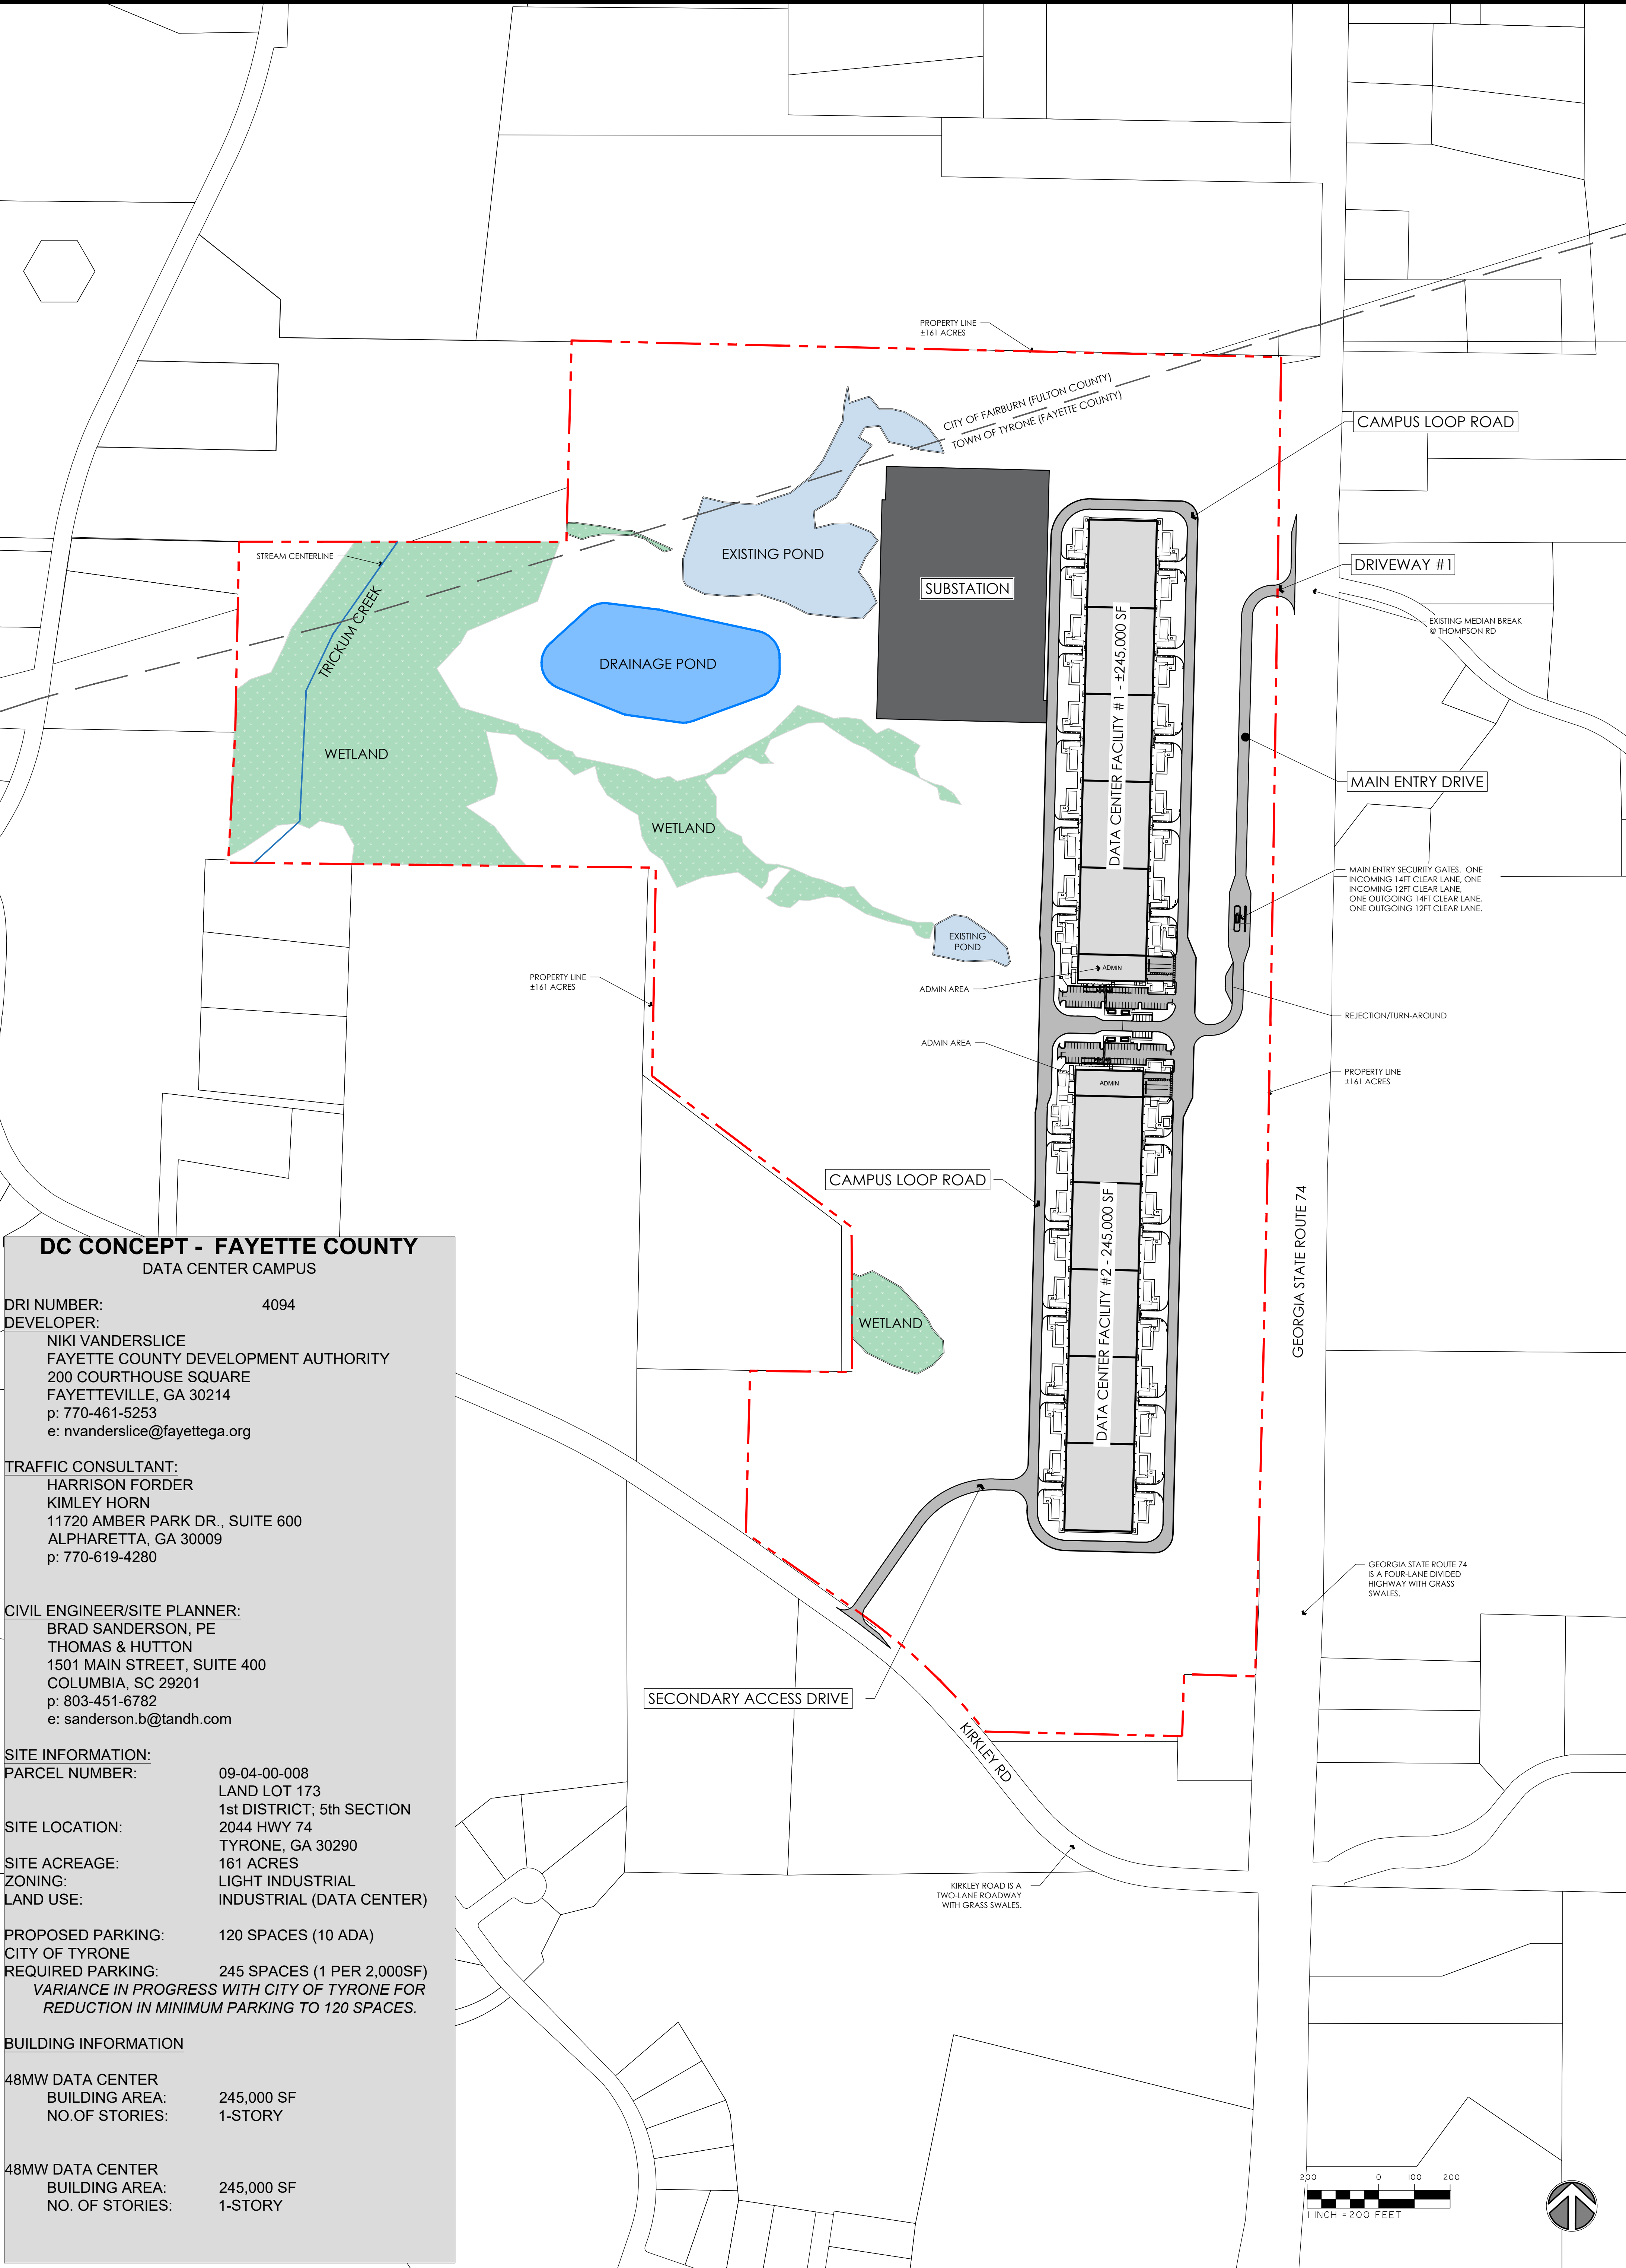 PROPERTY LINE
±161 ACRES
CITY OF FAIRBURN (FULTON COUNTY)
TOWN OF TYRONE (FAYETTE COUNTY)
CAMPUS LOOP ROAD
STREAM CENTERLINE
TRICKUM CREEK
EXISTING POND
SUBSTATION
DRIVEWAY #1
EXISTING MEDIAN BREAK
@ THOMPSON RD
DRAINAGE POND
DATA CENTER FACILITY #1 - ±245,000 SF
WETLAND
MAIN ENTRY DRIVE
WETLAND
MAIN ENTRY SECURITY GATES. ONE
INCOMING 14FT CLEAR LANE, ONE
INCOMING 12FT CLEAR LANE,
ONE OUTGOING 14FT CLEAR LANE,
ONE OUTGOING 12FT CLEAR LANE.
EXISTING
POND
ADMIN
PROPERTY LINE
±161 ACRES
ADMIN AREA
REJECTION/TURN-AROUND
ADMIN AREA
ADMIN
PROPERTY LINE
±161 ACRES
CAMPUS LOOP ROAD
DATA CENTER FACILITY #2 - 245,000 SF
GEORGIA STATE ROUTE 74
WETLAND
GEORGIA STATE ROUTE 74
IS A FOUR-LANE DIVIDED
HIGHWAY WITH GRASS
SWALES.
SECONDARY ACCESS DRIVE
KIRKLEY RD
KIRKLEY ROAD IS A
TWO-LANE ROADWAY
WITH GRASS SWALES.
DC CONCEPT - FAYETTE COUNTY
DATA CENTER CAMPUS
DRI NUMBER: 4094
DEVELOPER:
NIKI VANDERSLICE
FAYETTE COUNTY DEVELOPMENT AUTHORITY
200 COURTHOUSE SQUARE
FAYETTEVILLE, GA 30214
p: 770-461-5253
e: nvanderslice@fayettega.org
TRAFFIC CONSULTANT:
HARRISON FORDER
KIMLEY HORN
11720 AMBER PARK DR., SUITE 600
ALPHARETTA, GA 30009
p: 770-619-4280
CIVIL ENGINEER/SITE PLANNER:
BRAD SANDERSON, PE
THOMAS & HUTTON
1501 MAIN STREET, SUITE 400
COLUMBIA, SC 29201
p: 803-451-6782
e: sanderson.b@tandh.com
SITE INFORMATION:
PARCEL NUMBER: 09-04-00-008
LAND LOT 173
1st DISTRICT; 5th SECTION
SITE LOCATION: 2044 HWY 74
TYRONE, GA 30290
SITE ACREAGE: 161 ACRES
ZONING: LIGHT INDUSTRIAL
LAND USE: INDUSTRIAL (DATA CENTER)
PROPOSED PARKING: 120 SPACES (10 ADA)
CITY OF TYRONE
REQUIRED PARKING: 245 SPACES (1 PER 2,000SF)
VARIANCE IN PROGRESS WITH CITY OF TYRONE FOR
REDUCTION IN MINIMUM PARKING TO 120 SPACES.
BUILDING INFORMATION
48MW DATA CENTER
BUILDING AREA: 245,000 SF
NO.OF STORIES: 1-STORY
48MW DATA CENTER
BUILDING AREA: 245,000 SF
NO. OF STORIES: 1-STORY
200 0 100 200
1 INCH = 200 FEET